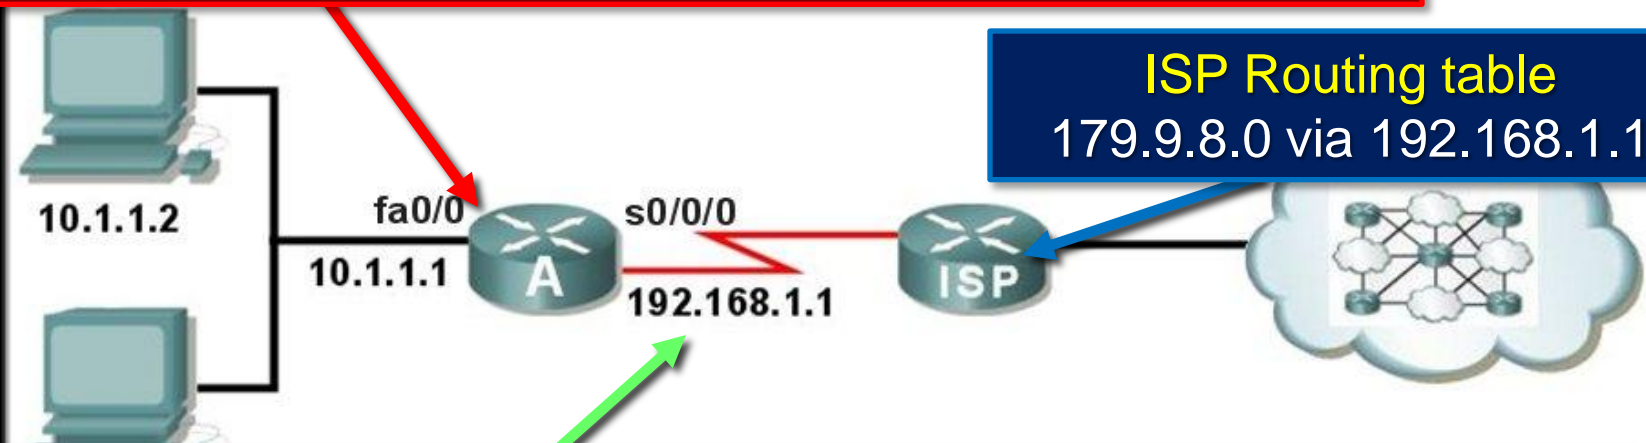 ISP Routing table
179.9.8.0 via 192.168.1.1
10.1.1.2
fa0/0
s0/0/0
10.1.1.1
A
192.168.1.1
ISP